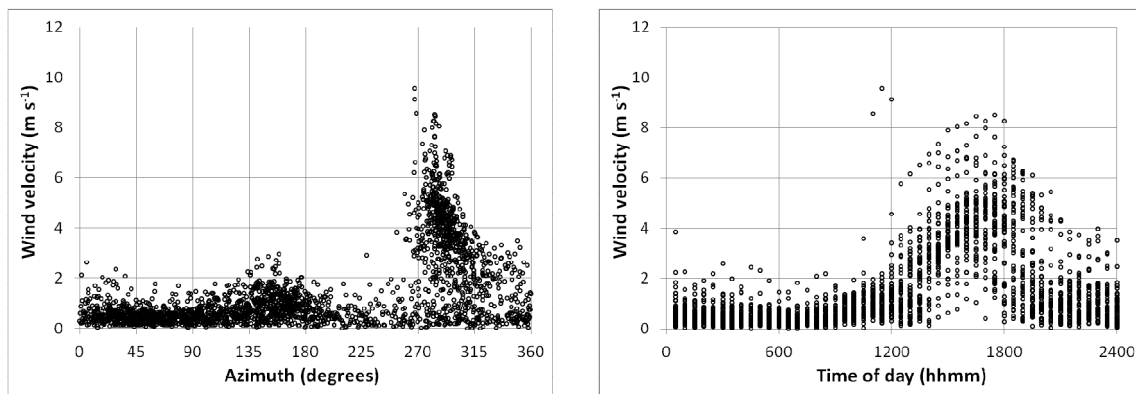 12
10
8
6
4
2
0
Wind velocity (m s⁻¹)
0 45 90 135 180 225 270 315 360
Azimuth (degrees)
12
10
8
6
4
2
0
Wind velocity (m s⁻¹)
0 600 1200 1800 2400
Time of day (hhmm)